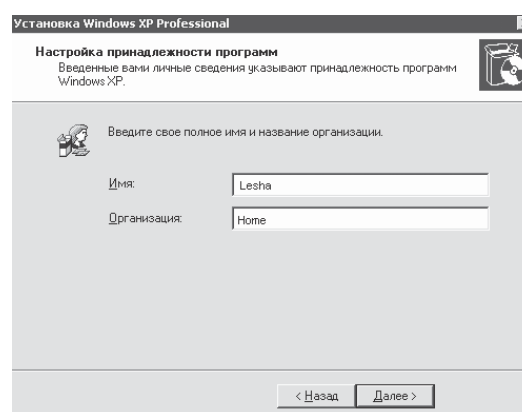 Установка Windows XP Professional
Настройка принадлежности программ
Введенные вами личные сведения указывают принадлежность программ
Windows XP.
Введите свое полное имя и название организации.
Имя: Lesha
Организация: Home
< Назад Далее >